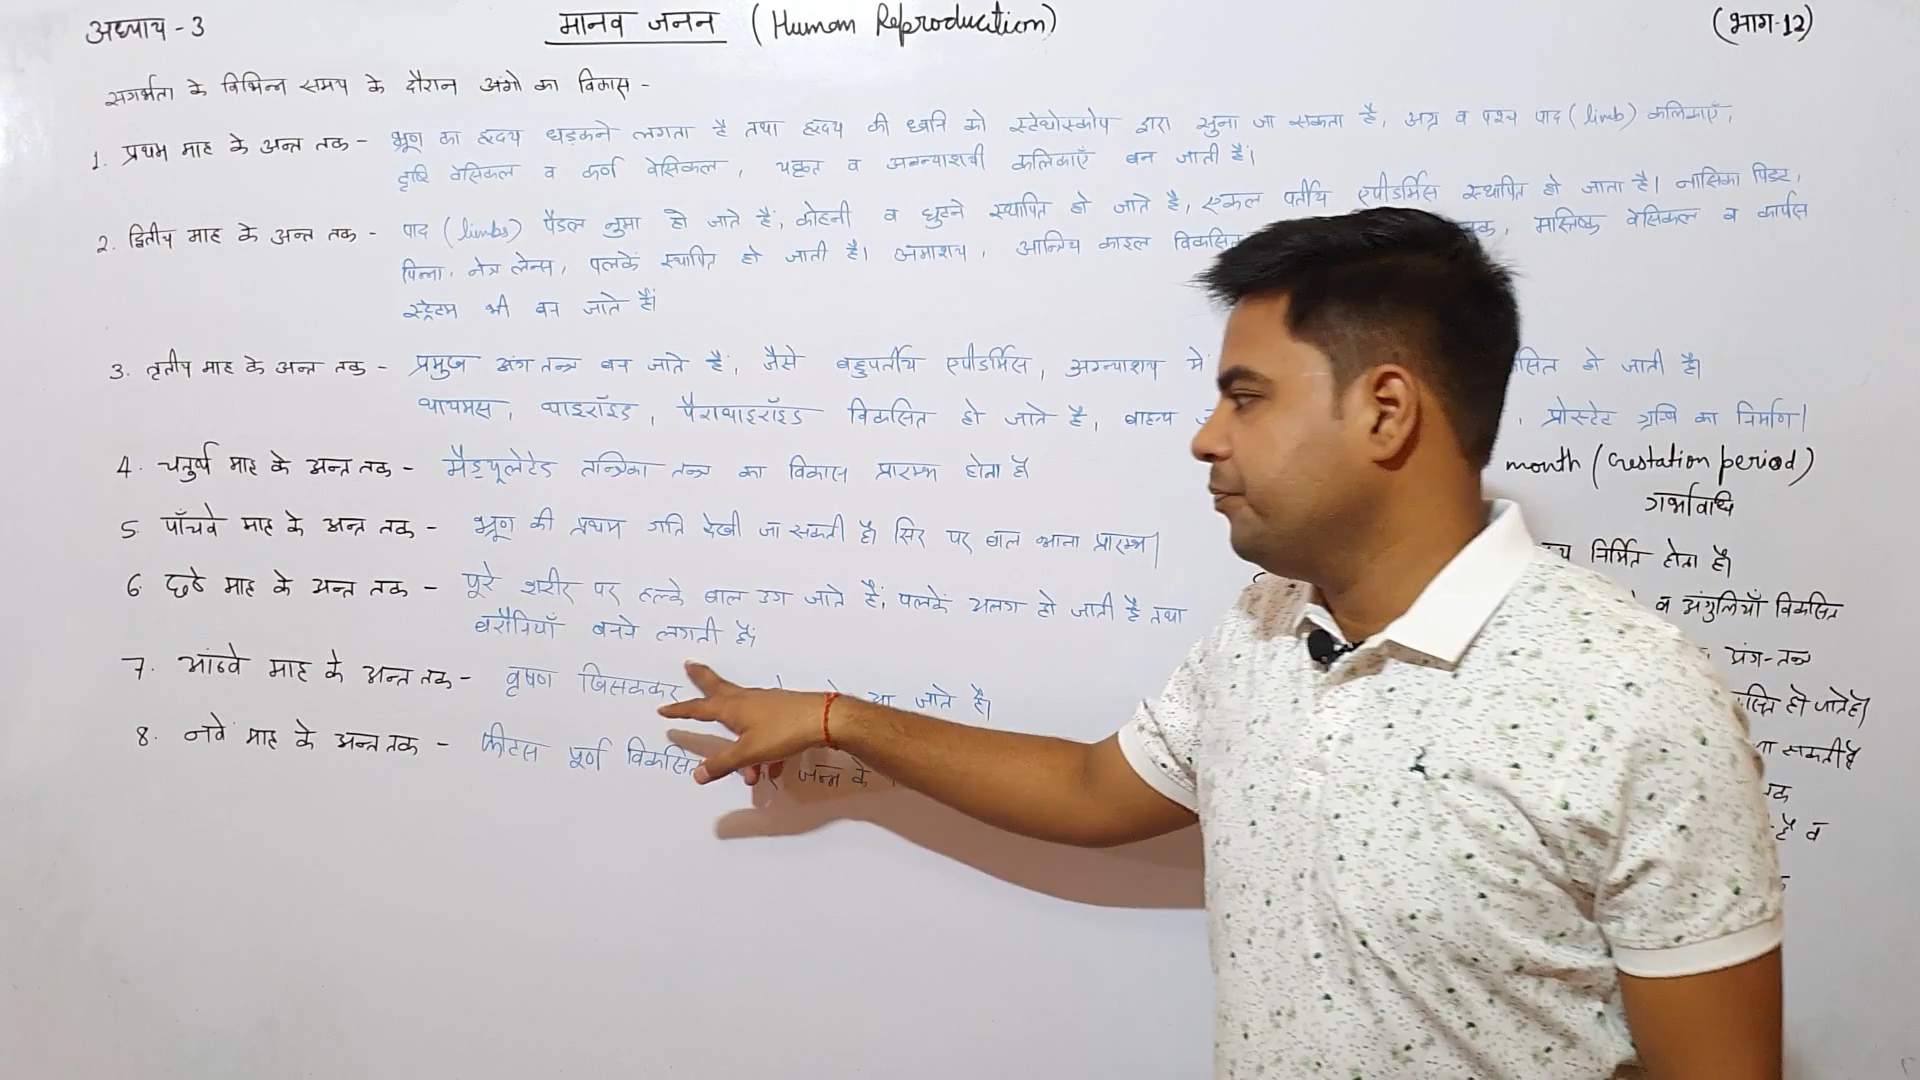 अध्याय - 3
मानव जनन (Human Reproduction)
(भाग-12)
सगर्भता के विभिन्न समय के दौरान अंगो का विकास -
1. प्रथम माह के अन्त तक - भ्रूण का हृदय धड़कने लगता है तथा हृदय की ध्वनि को स्टेथोस्कोप द्वारा सुना जा सकता है, अग्र व पश्च पाद (limb) कलिकाएँ,
दृष्टि वेसिकल व कर्ण वेसिकल, यकृत व अग्न्याशयी कलिकाएँ बन जाती हैं।
2. द्वितीय माह के अन्त तक - पाद (limbs) पैडल नुमा हो जाते हैं, कोहनी व घुटने स्थापित हो जाते है, एकल पर्तीय एपीडर्मिस स्थापित हो जाता है। नासिका पिण्ड,
पिन्ना, नेत्र लेन्स, पलकें स्थापित हो जाती है। अमाशय, आन्त्रिय काइल विकसित मास्तिष्क वेसिकल व कार्पस
स्ट्रेटम भी बन जाते हैं।
3. तृतीय माह के अन्त तक - प्रमुख अंग तन्त्र बन जाते हैं, जैसे बहुपर्तीय एपीडर्मिस, अग्न्याशय में सित हो जाती है।
थायमस, थाइरॉइड, पैराथाइरॉइड विकसित हो जाते है, बाह्य , प्रोस्टेट ग्रन्थि का निर्माण।
4. चतुर्थ माह के अन्त तक - मैड्यूलेटेड तन्त्रिका तन्त्र का विकास प्रारम्भ होता है
month (Gestation period)
गर्भावधि
5. पाँचवे माह के अन्त तक - भ्रूण की प्रथम गति देखी जा सकती है। सिर पर बाल आना प्रारम्भ।
निर्मित होता है।
6. छठे माह के अन्त तक - पूरे शरीर पर हल्के बाल उग जाते हैं, पलकें अलग हो जाती है तथा
व अंगुलियाँ विकसित
बरौनियाँ बनने लगती हैं।
अंग-तन्त्र
7. आंठवे माह के अन्त तक - वृषण खिसककर आ जाते है।
हो जाते है।
8. नवे माह के अन्त तक - फीटस पूर्ण विकसित जन्म के
सकती है
है व